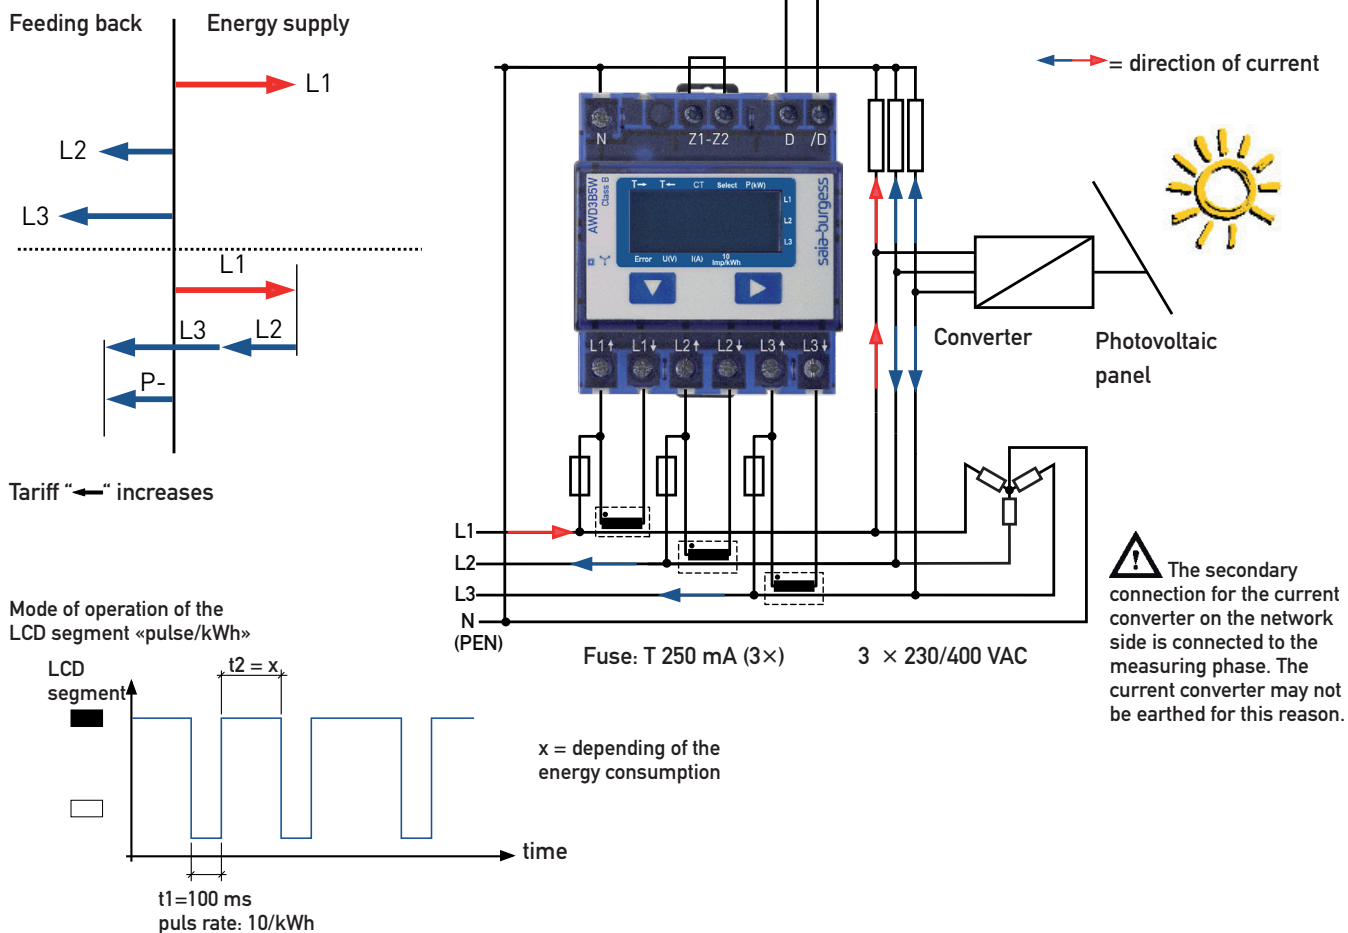 Feeding back
Energy supply
L1
L2
L3
L1
L3
L2
P-
Tariff “ “ increases
= direction of current
N
Z1-Z2
D
/D
AWD3B5W
Class B
T→
T←
CT
Select
P(kW)
L1
L2
L3
Error
U(V)
I(A)
10
Imp/kWh
saia-burgess
L1↑
L1↓
L2↑
L2↓
L3↑
L3↓
Converter
Photovoltaic
panel
L1
L2
L3
N
(PEN)
Fuse: T 250 mA (3×)
3 × 230/400 VAC
The secondary
connection for the current
converter on the network
side is connected to the
measuring phase. The
current converter may not
be earthed for this reason.
Mode of operation of the
LCD segment «pulse/kWh»
LCD
segment
t2 = x
x = depending of the
energy consumption
time
t1=100 ms
puls rate: 10/kWh